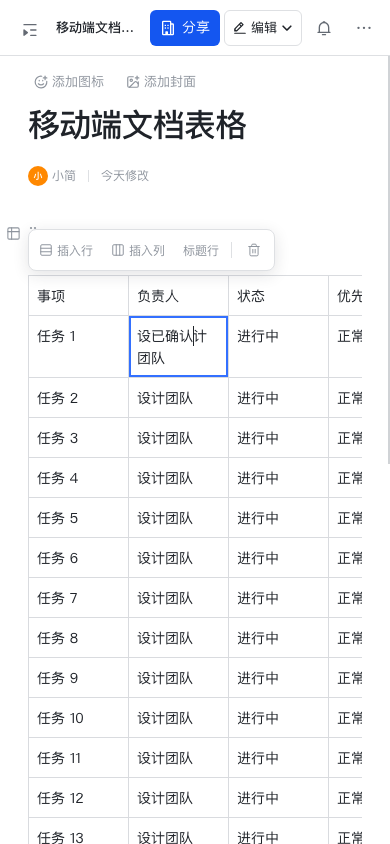 移动端文档...
分享
编辑
添加图标 添加封面
移动端文档表格
小 小简 今天修改
插入行 插入列 标题行
事项 负责人 状态 优先
任务 1 设已确认计 进行中 正常
团队
任务 2 设计团队 进行中 正常
任务 3 设计团队 进行中 正常
任务 4 设计团队 进行中 正常
任务 5 设计团队 进行中 正常
任务 6 设计团队 进行中 正常
任务 7 设计团队 进行中 正常
任务 8 设计团队 进行中 正常
任务 9 设计团队 进行中 正常
任务 10 设计团队 进行中 正常
任务 11 设计团队 进行中 正常
任务 12 设计团队 进行中 正常
任务 13 设计团队 进行中 正常